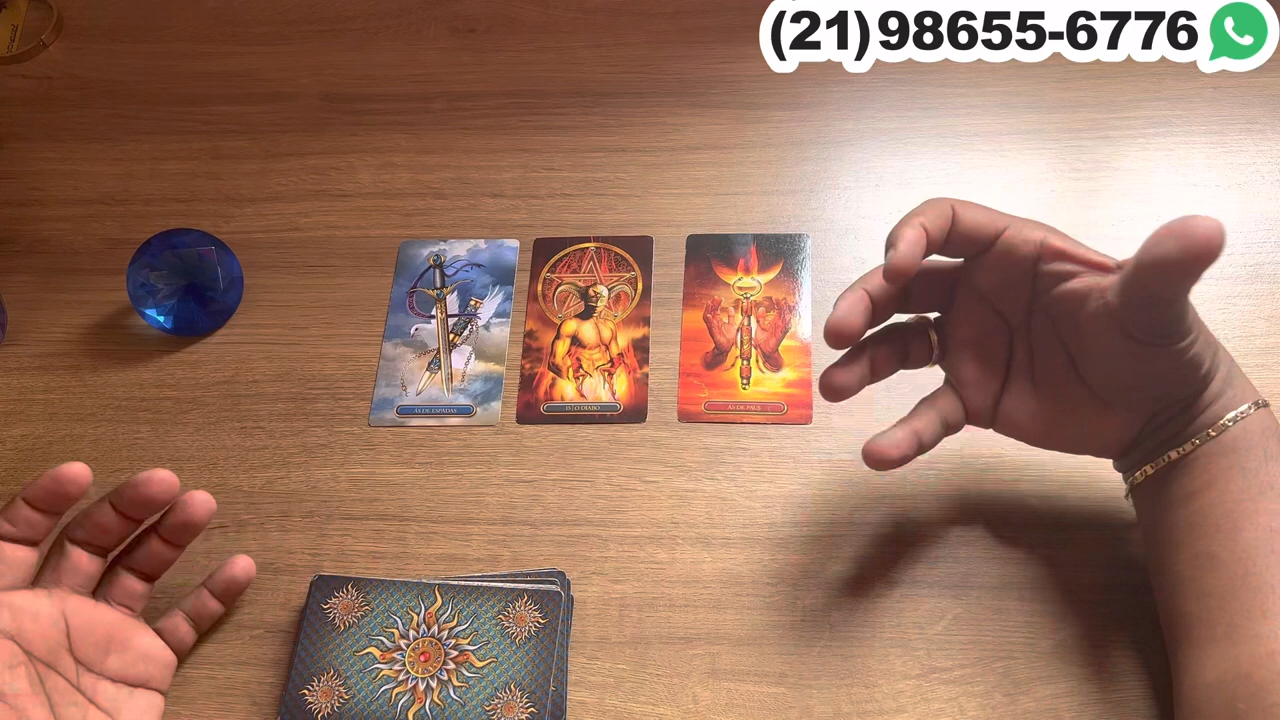 (21)98655-6776
ÁS DE ESPADAS
15 O DIABO
ÁS DE PAUS